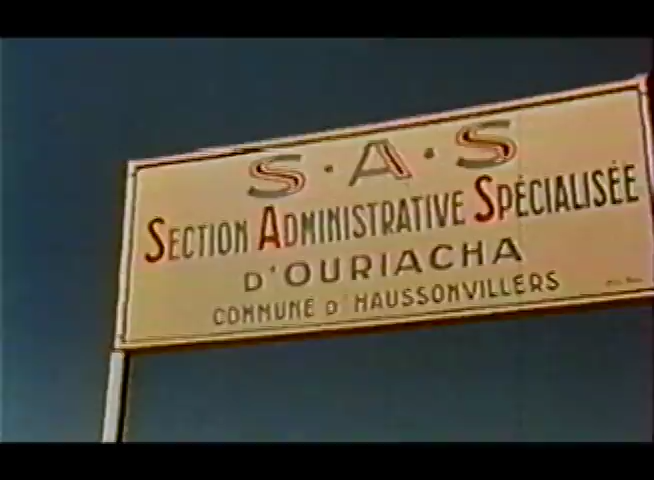 S·A·S
SECTION ADMINISTRATIVE SPÉCIALISÉE
D'OURIACHA
COMMUNE D'HAUSSONVILLERS